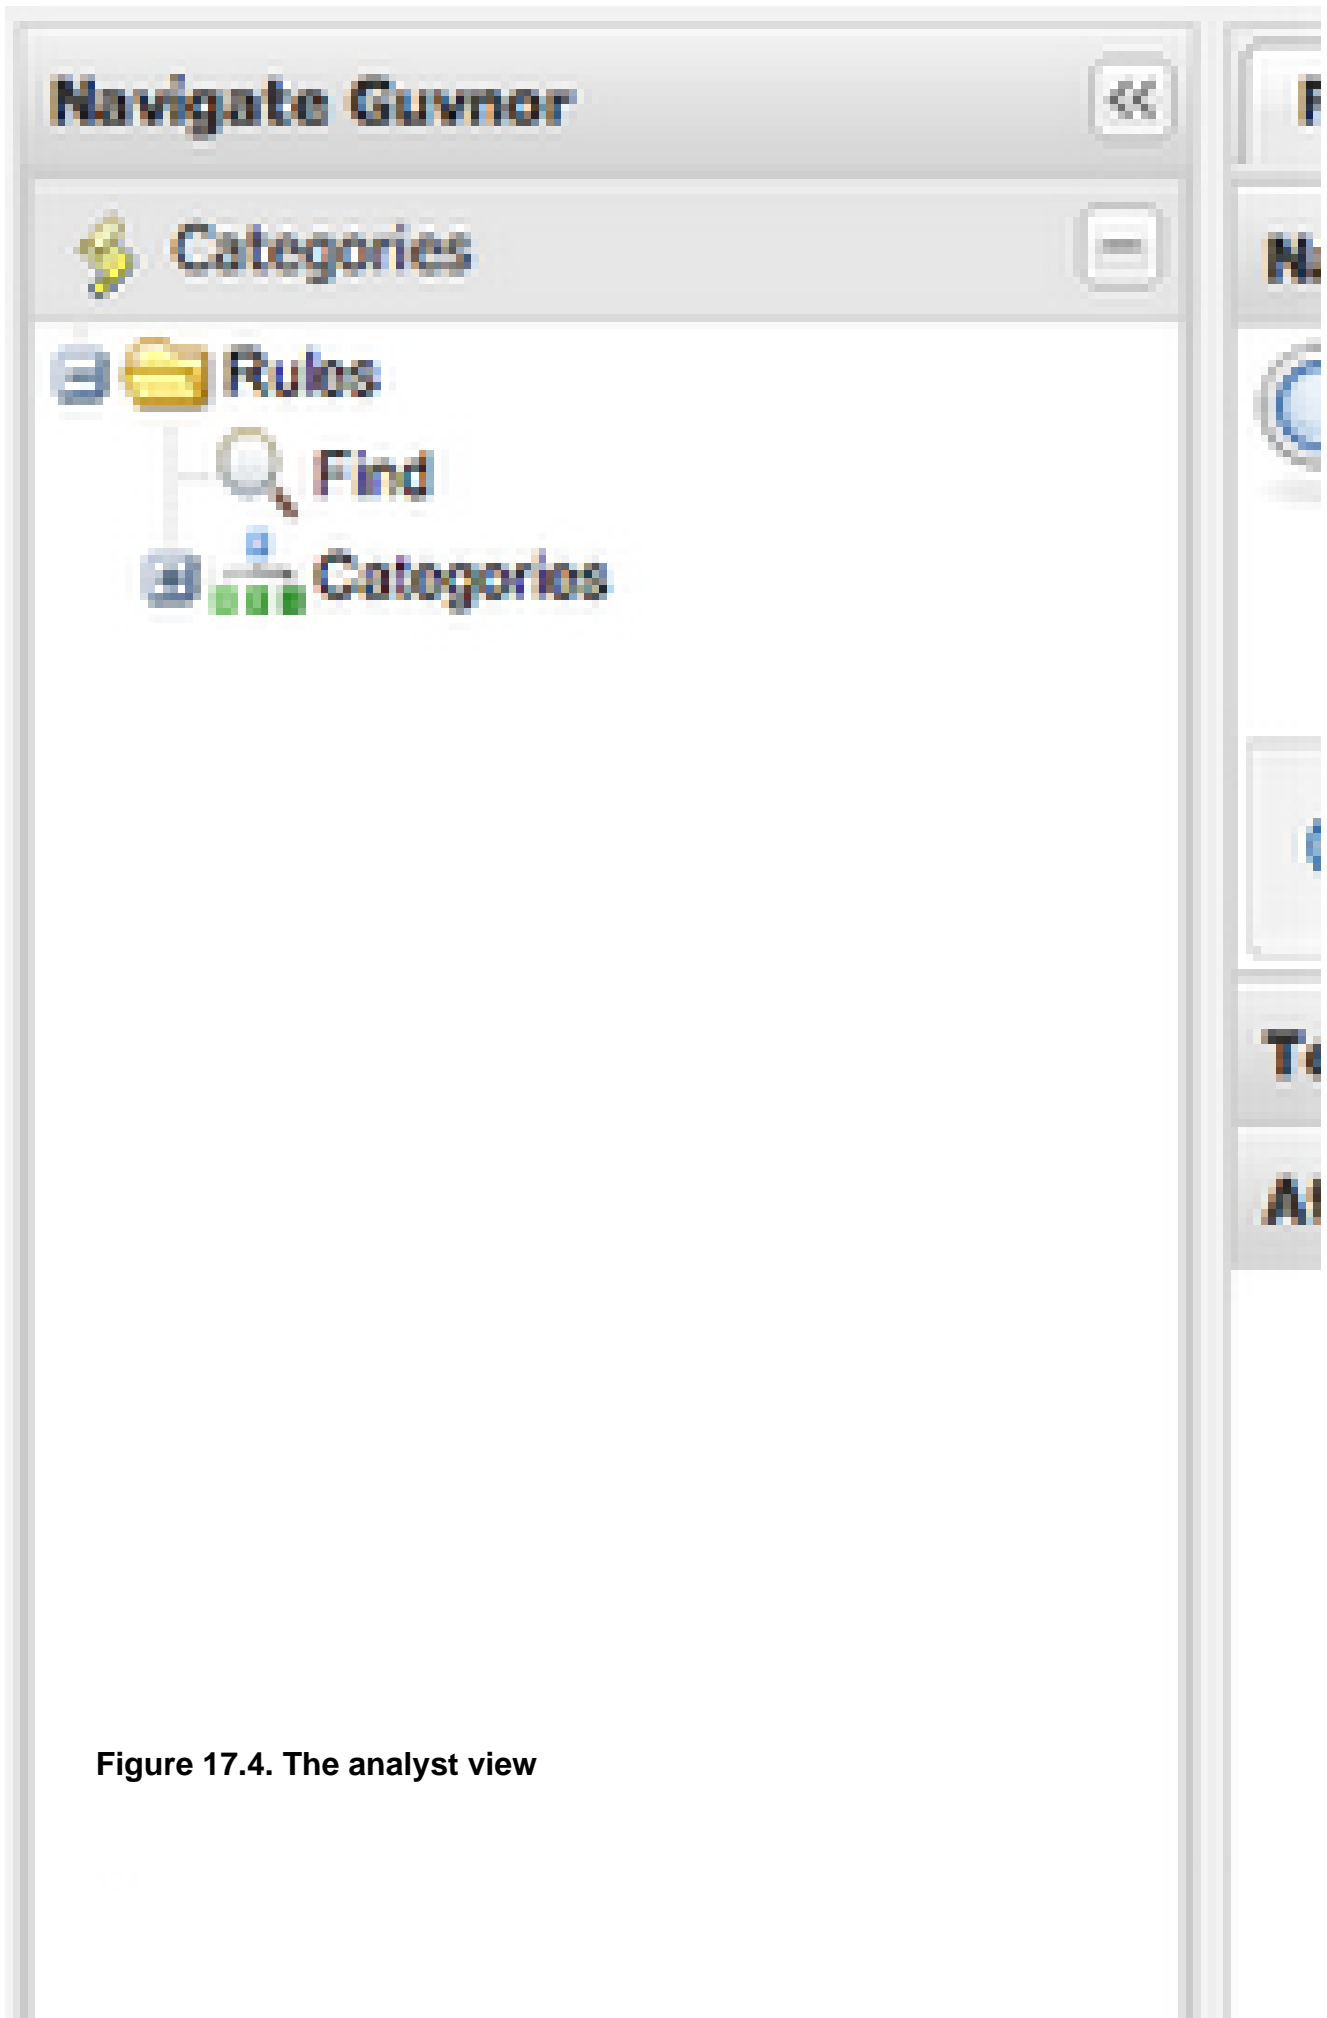 Navigate Guvnor
Categories
Rules
Find
Categories
Figure 17.4. The analyst view